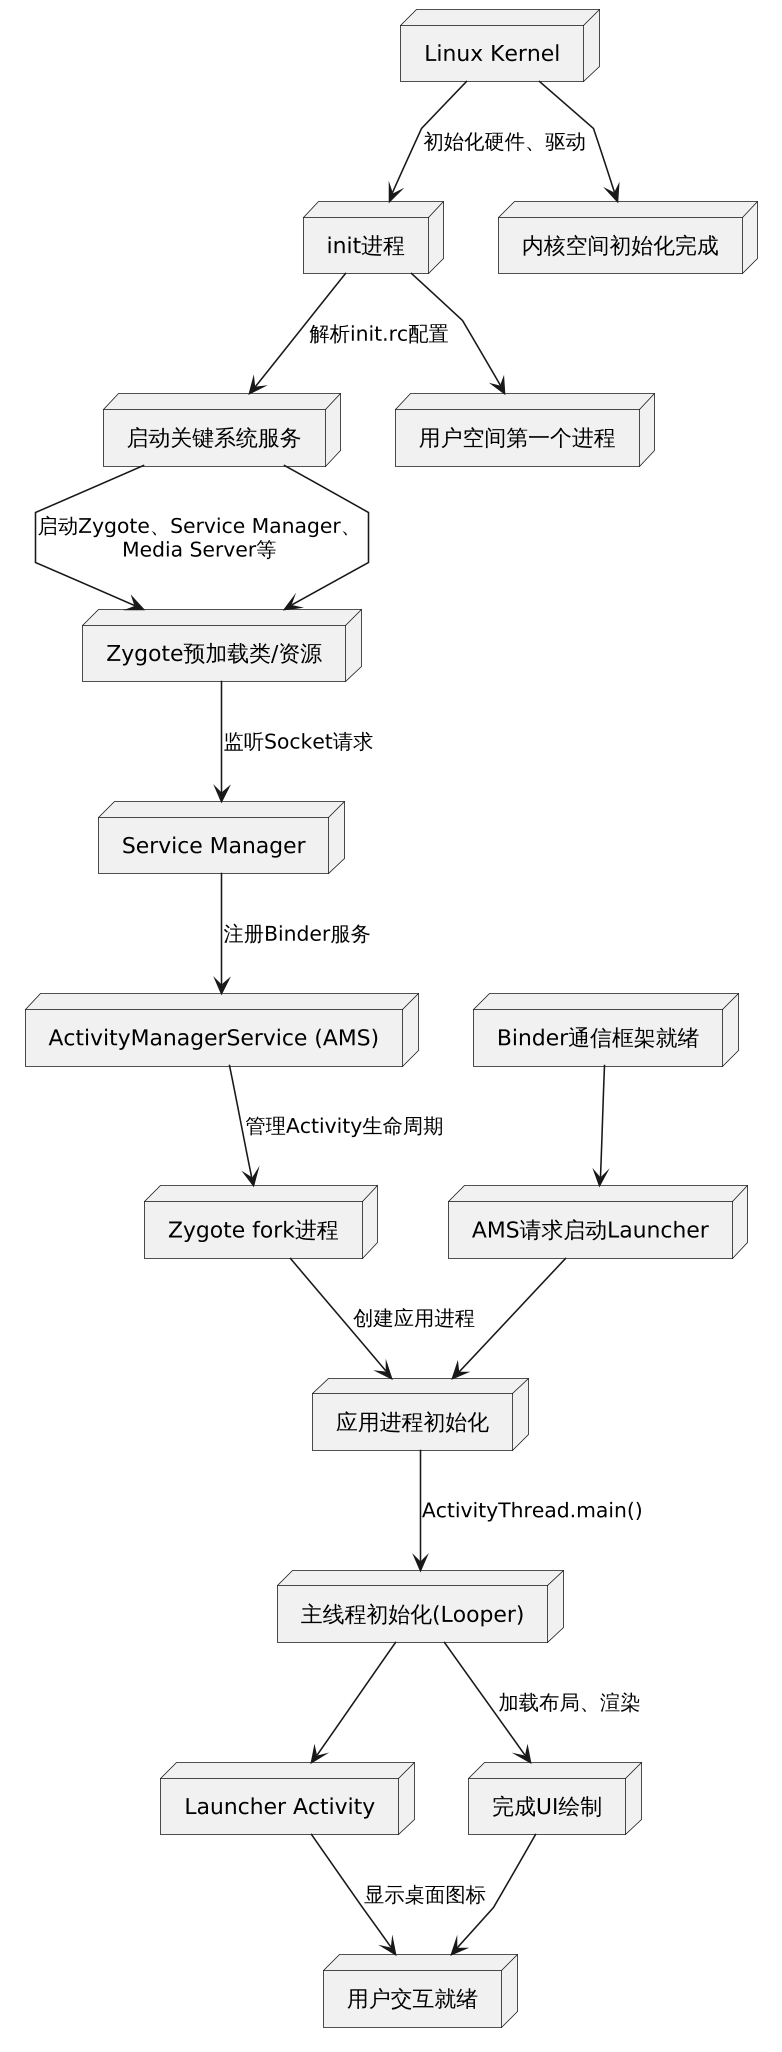 Linux Kernel
初始化硬件、驱动
init进程
内核空间初始化完成
解析init.rc配置
启动关键系统服务
用户空间第一个进程
启动Zygote、Service Manager、
Media Server等
Zygote预加载类/资源
监听Socket请求
Service Manager
注册Binder服务
ActivityManagerService (AMS)
Binder通信框架就绪
管理Activity生命周期
Zygote fork进程
AMS请求启动Launcher
创建应用进程
应用进程初始化
ActivityThread.main()
主线程初始化(Looper)
加载布局、渲染
Launcher Activity
完成UI绘制
显示桌面图标
用户交互就绪